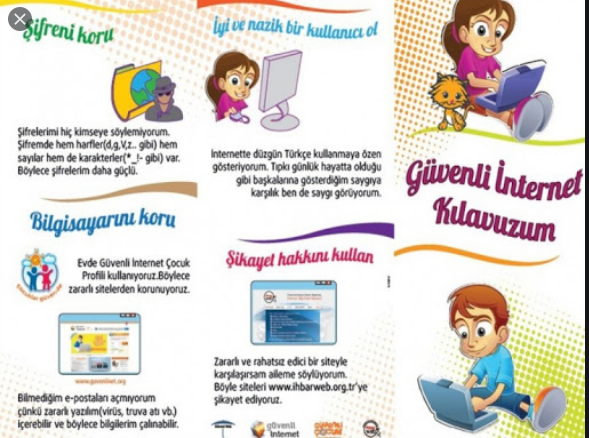 Şifreni koru
Şifrelerimi hiç kimseye söylemiyorum.
Şifremde hem harfler(d,g,V,z.. gibi) hem
sayılar hem de karakterler(*_!- gibi) var.
Böylece şifrelerim daha güçlü.
Bilgisayarını koru
Evde Güvenli İnternet Çocuk
Profili kullanıyoruz.Böylece
zararlı sitelerden korunuyoruz.
www.guvenlinet.org
Bilmediğim e-postaları açmıyorum
çünkü zararlı yazılım(virüs, truva atı vb.)
içerebilir ve böylece bilgilerim çalınabilir.
İyi ve nazik bir kullanıcı ol
İnternette düzgün Türkçe kullanmaya özen
gösteriyorum. Tıpkı günlük hayatta olduğu
gibi başkalarına gösterdiğim saygıya
karşılık ben de saygı görüyorum.
Şikayet hakkını kullan
Zararlı ve rahatsız edici bir siteyle
karşılaşırsam aileme söylüyorum.
Böyle siteleri www.ihbarweb.org.tr'ye
şikayet ediyoruz.
güvenli
internet
Güvenli İnternet
Kılavuzum